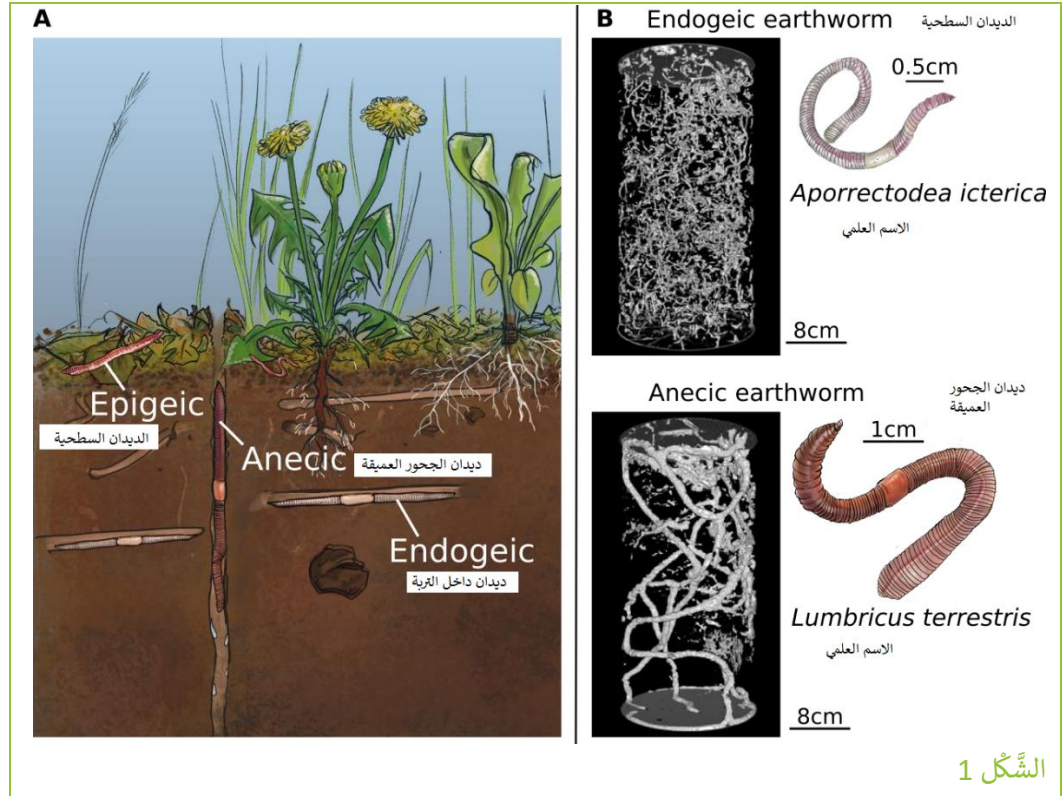 A
Epigeic
الديدان السطحية
Anecic
ديدان الجحور العميقة
Endogeic
ديدان داخل التربة
B
Endogeic earthworm
الديدان السطحية
0.5cm
Aporrectodea icterica
الاسم العلمي
8cm
Anecic earthworm
ديدان الجحور
العميقة
1cm
Lumbricus terrestris
الاسم العلمي
8cm
الشَّكْل 1